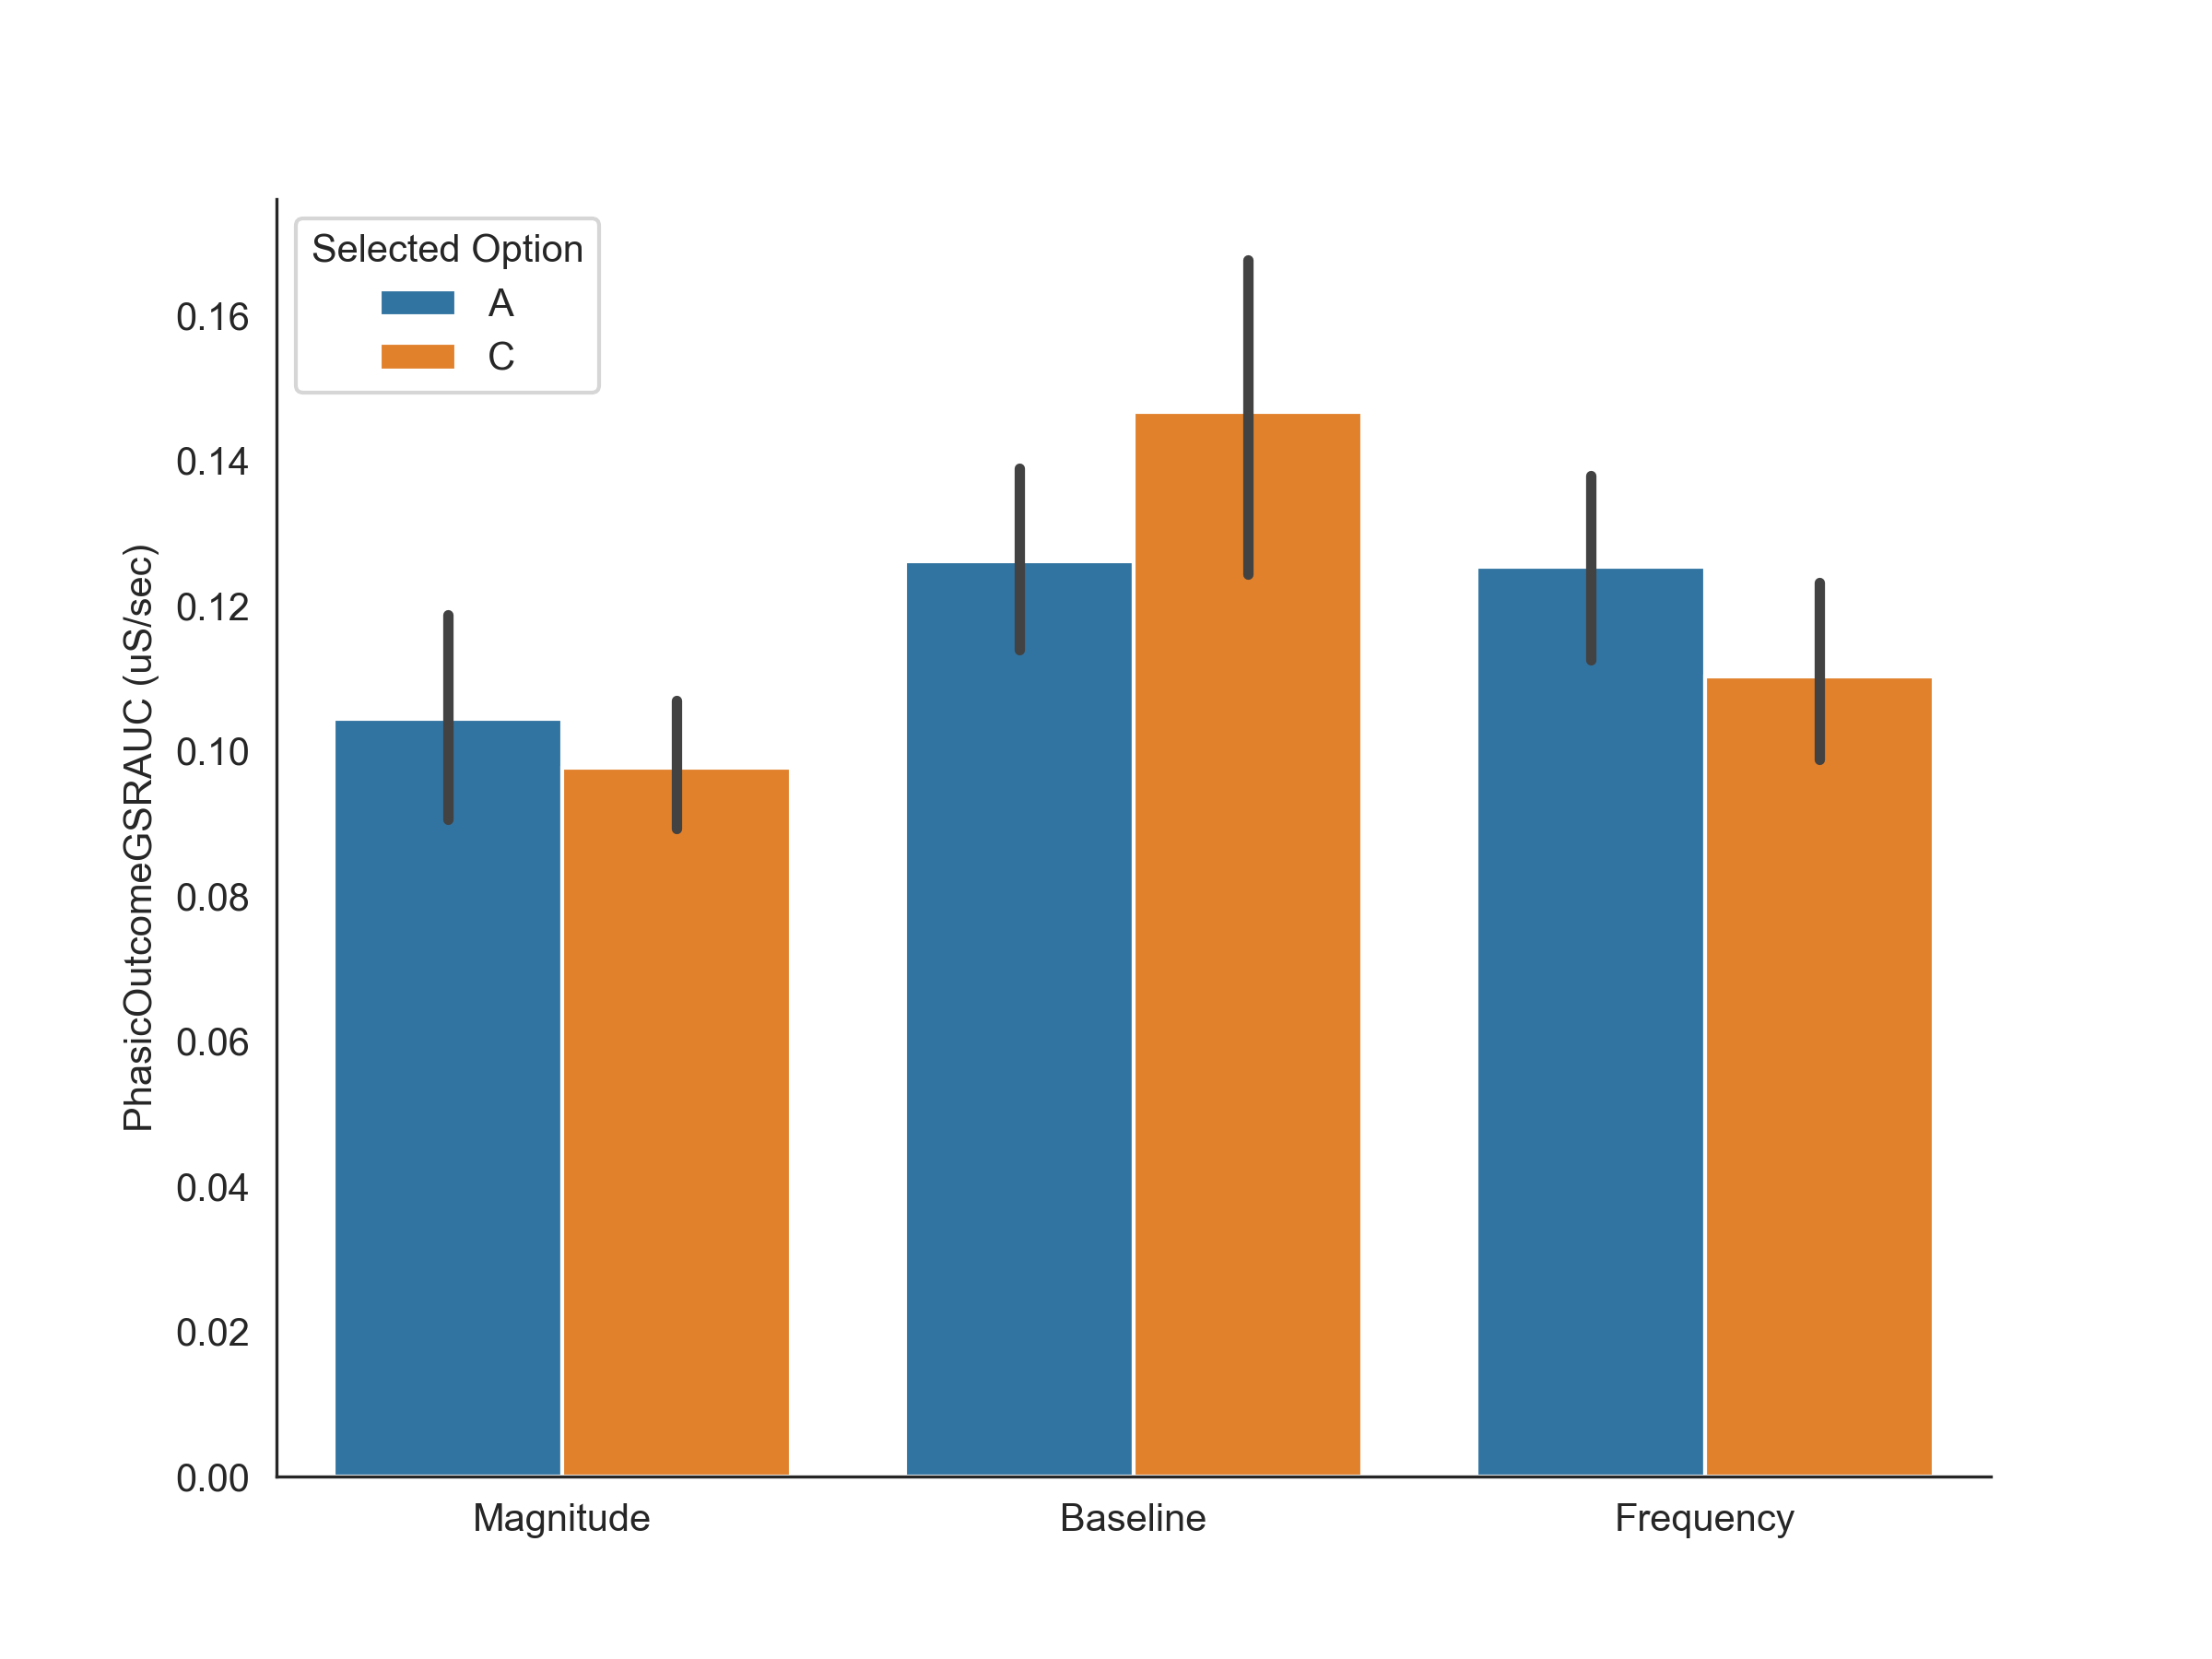 Selected Option
A
C
0.16
0.14
0.12
0.10
0.08
0.06
0.04
0.02
0.00
PhasicOutcomeGSRAUC (uS/sec)
Magnitude
Baseline
Frequency